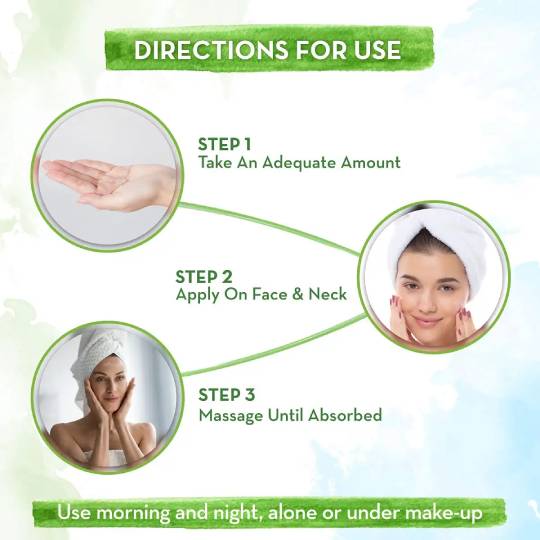 DIRECTIONS FOR USE
STEP 1
Take An Adequate Amount
STEP 2
Apply On Face & Neck
STEP 3
Massage Until Absorbed
Use morning and night, alone or under make-up